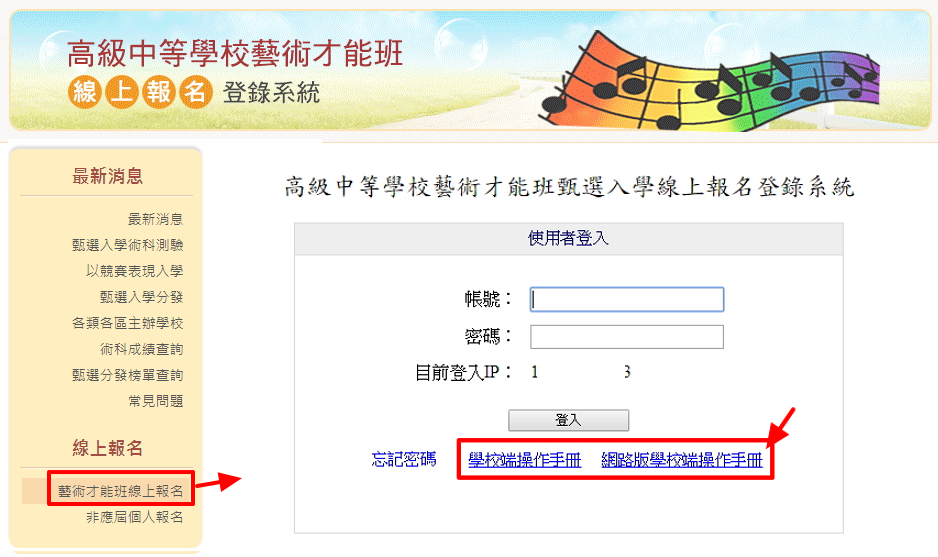 高級中等學校藝術才能班
線上報名 登錄系統
最新消息
最新消息
甄選入學術科測驗
以競賽表現入學
甄選入學分發
各類各區主辦學校
術科成績查詢
甄選分發榜單查詢
常見問題
線上報名
藝術才能班線上報名
非應屆個人報名
高級中等學校藝術才能班甄選入學線上報名登錄系統
使用者登入
帳號：
密碼：
目前登入IP： 1 3
登入
忘記密碼 學校端操作手冊 網路版學校端操作手冊